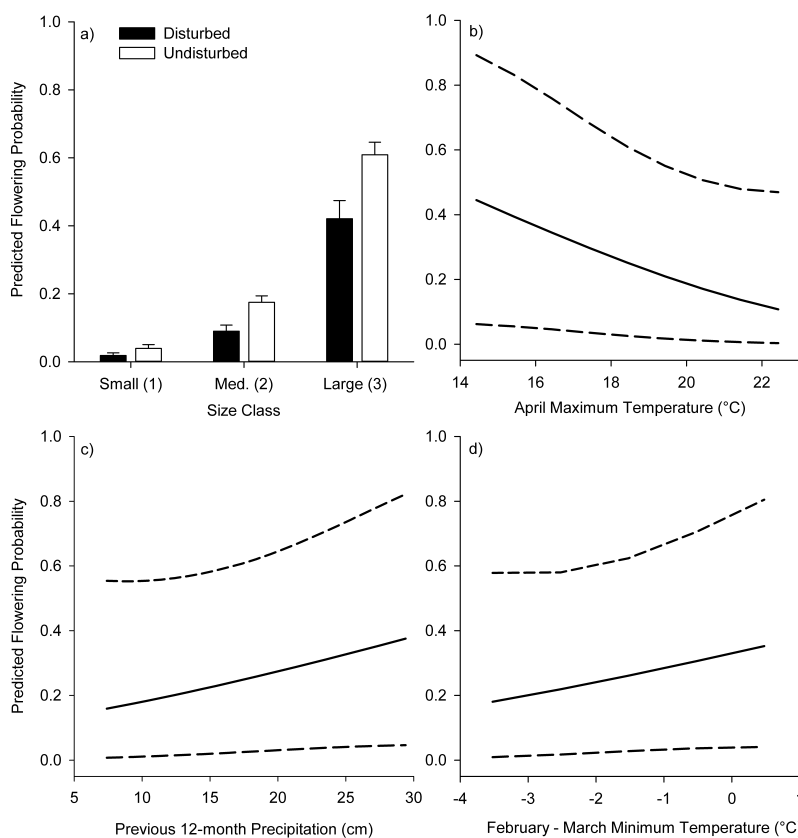 a)
Disturbed
Undisturbed
1.0
0.8
0.6
0.4
0.2
0.0
Predicted Flowering Probability
Small (1) Med. (2) Large (3)
Size Class
b)
1.0
0.8
0.6
0.4
0.2
0.0
14 16 18 20 22
April Maximum Temperature (°C)
c)
1.0
0.8
0.6
0.4
0.2
0.0
Predicted Flowering Probability
5 10 15 20 25 30
Previous 12-month Precipitation (cm)
d)
1.0
0.8
0.6
0.4
0.2
0.0
-4 -3 -2 -1 0 1
February - March Minimum Temperature (°C